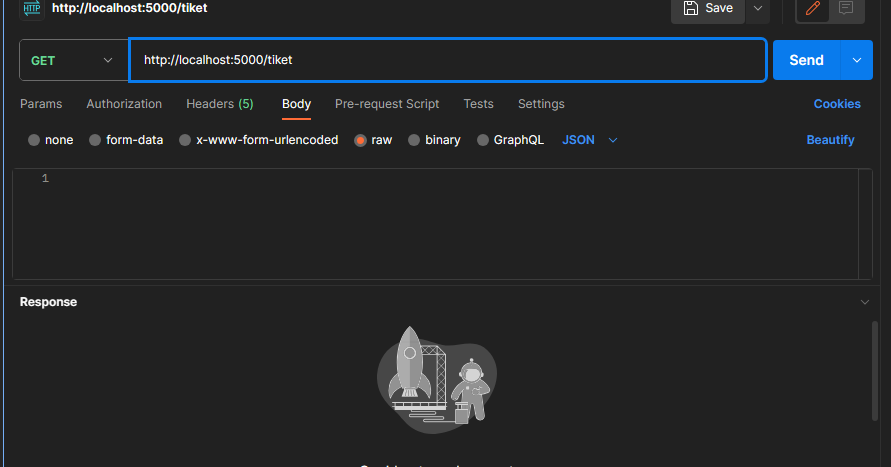 HTTP http://localhost:5000/tiket Save
GET http://localhost:5000/tiket Send
Params Authorization Headers (5) Body Pre-request Script Tests Settings Cookies
none form-data x-www-form-urlencoded raw binary GraphQL JSON Beautify
1
Response